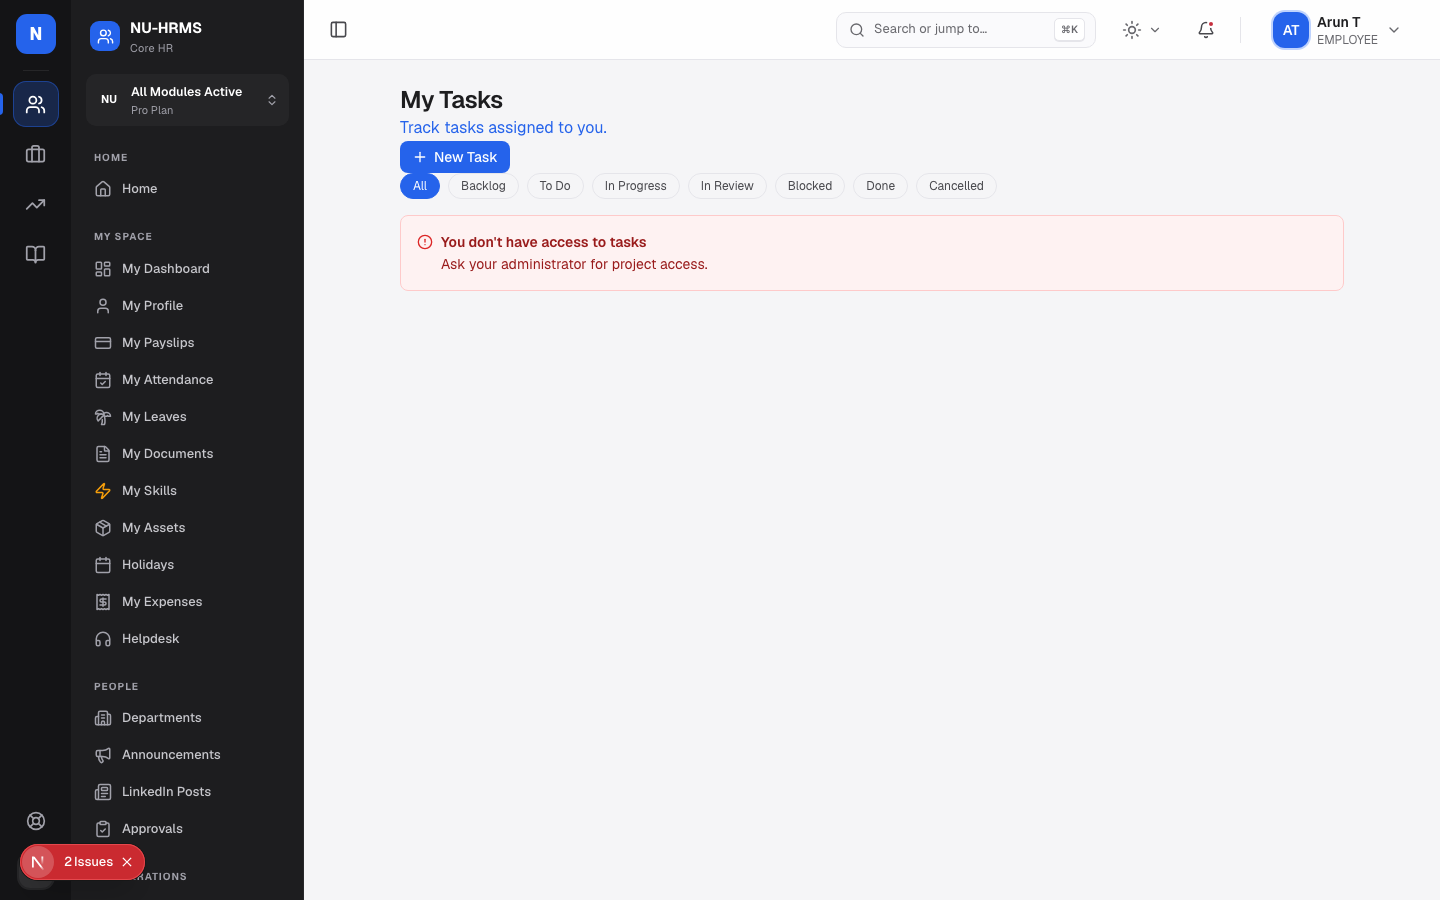 N
NU-HRMS
Core HR
NU
All Modules Active
Pro Plan
HOME
Home
MY SPACE
My Dashboard
My Profile
My Payslips
My Attendance
My Leaves
My Documents
My Skills
My Assets
Holidays
My Expenses
Helpdesk
PEOPLE
Departments
Announcements
LinkedIn Posts
Approvals
N 2 Issues
Search or jump to... ⌘K
AT
Arun T
EMPLOYEE
My Tasks
Track tasks assigned to you.
+ New Task
All Backlog To Do In Progress In Review Blocked Done Cancelled
You don't have access to tasks
Ask your administrator for project access.